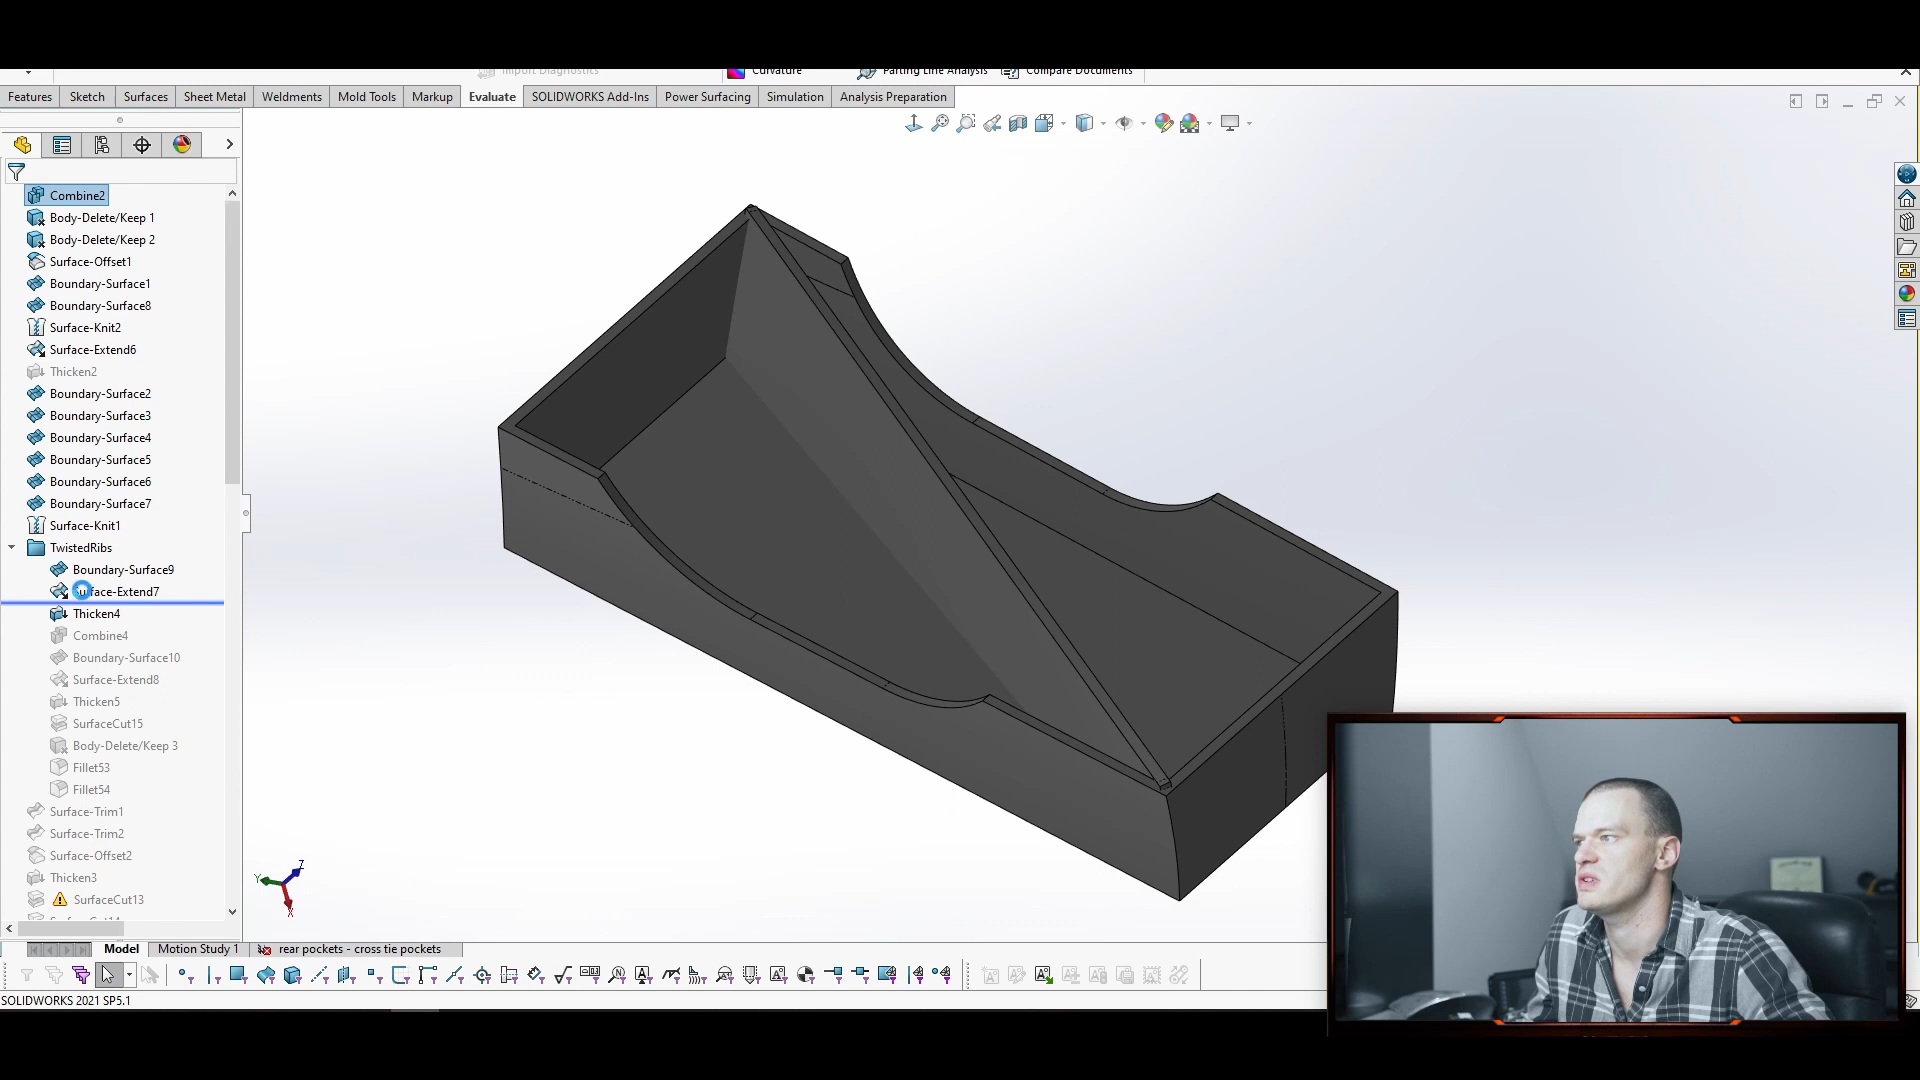 Import Diagnostics
Curvature
Parting Line Analysis
Compare Documents
Features
Sketch
Surfaces
Sheet Metal
Weldments
Mold Tools
Markup
Evaluate
SOLIDWORKS Add-Ins
Power Surfacing
Simulation
Analysis Preparation
Combine2
Body-Delete/Keep 1
Body-Delete/Keep 2
Surface-Offset1
Boundary-Surface1
Boundary-Surface8
Surface-Knit2
Surface-Extend6
Thicken2
Boundary-Surface2
Boundary-Surface3
Boundary-Surface4
Boundary-Surface5
Boundary-Surface6
Boundary-Surface7
Surface-Knit1
TwistedRibs
Boundary-Surface9
Surface-Extend7
Thicken4
Combine4
Boundary-Surface10
Surface-Extend8
Thicken5
SurfaceCut15
Body-Delete/Keep 3
Fillet53
Fillet54
Surface-Trim1
Surface-Trim2
Surface-Offset2
Thicken3
SurfaceCut13
Z
Y
X
Model
Motion Study 1
rear pockets - cross tie pockets
SOLIDWORKS 2021 SP5.1